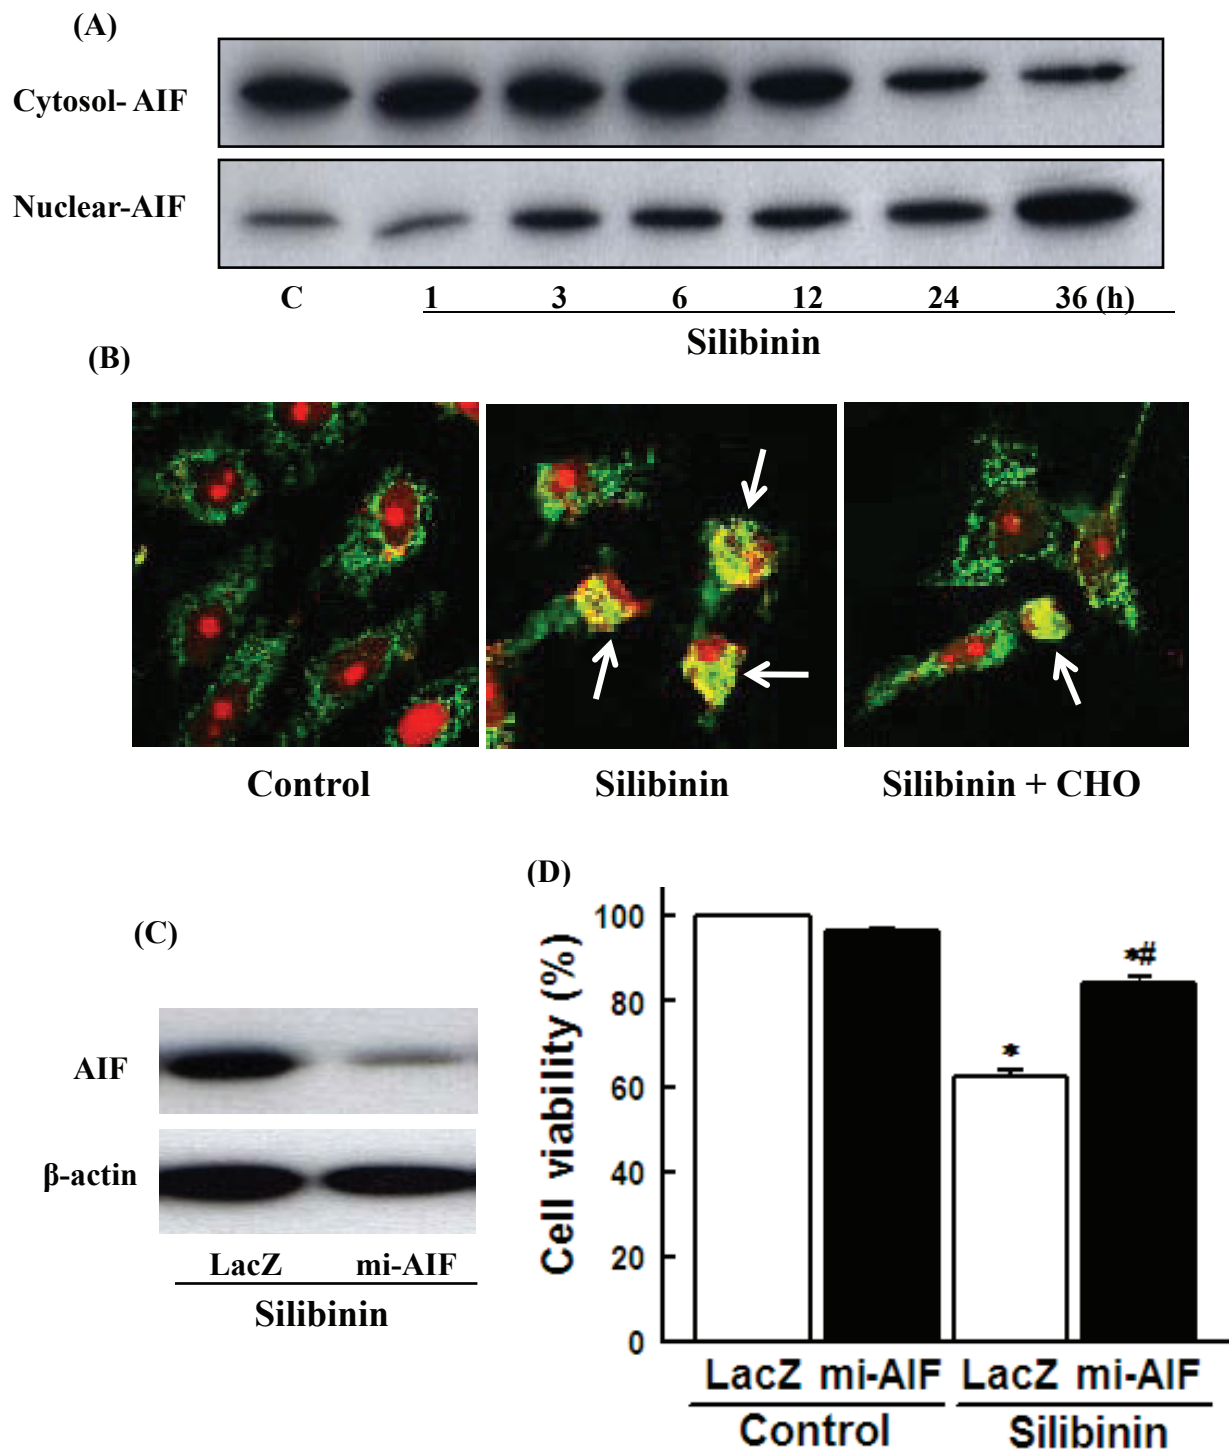 (A)
Cytosol- AIF
Nuclear-AIF
C 1 3 6 12 24 36 (h)
Silibinin
(B)
Control Silibinin Silibinin + CHO
(C)
AIF
β-actin
LacZ mi-AIF
Silibinin
(D)
Cell viability (%)
100
80
60
40
20
0
*
*#
LacZ mi-AIF LacZ mi-AIF
Control Silibinin